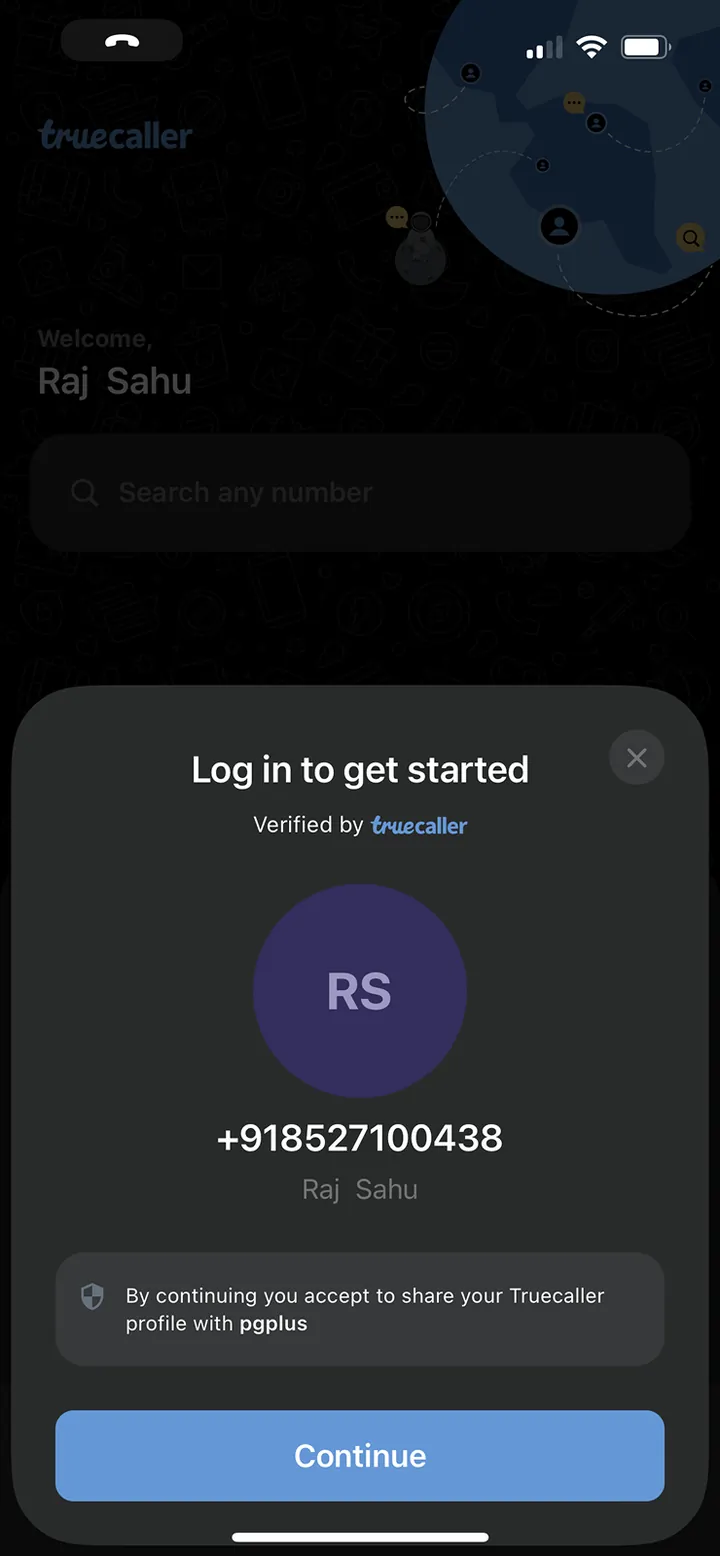 truecaller
Welcome,
Raj  Sahu
Search any number
Log in to get started
Verified by truecaller
RS
+918527100438
Raj  Sahu
By continuing you accept to share your Truecaller
profile with pgplus
Continue